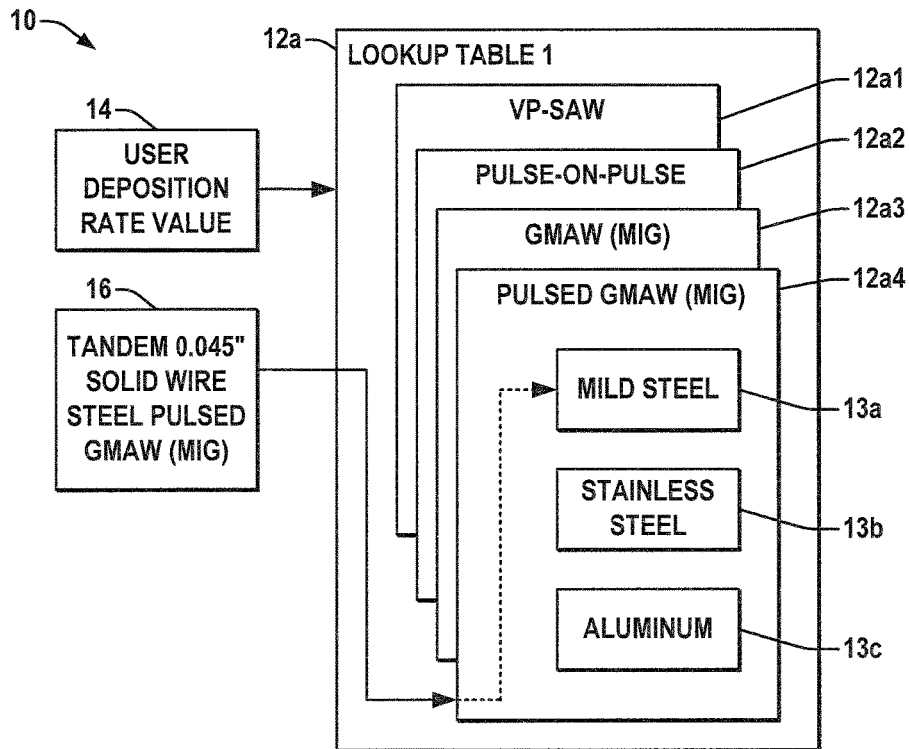 10
12a
LOOKUP TABLE 1
12a1
VP-SAW
12a2
14
USER
DEPOSITION
RATE VALUE
PULSE-ON-PULSE
12a3
GMAW (MIG)
12a4
PULSED GMAW (MIG)
16
TANDEM 0.045"
SOLID WIRE
STEEL PULSED
GMAW (MIG)
MILD STEEL
13a
STAINLESS
STEEL
13b
ALUMINUM
13c